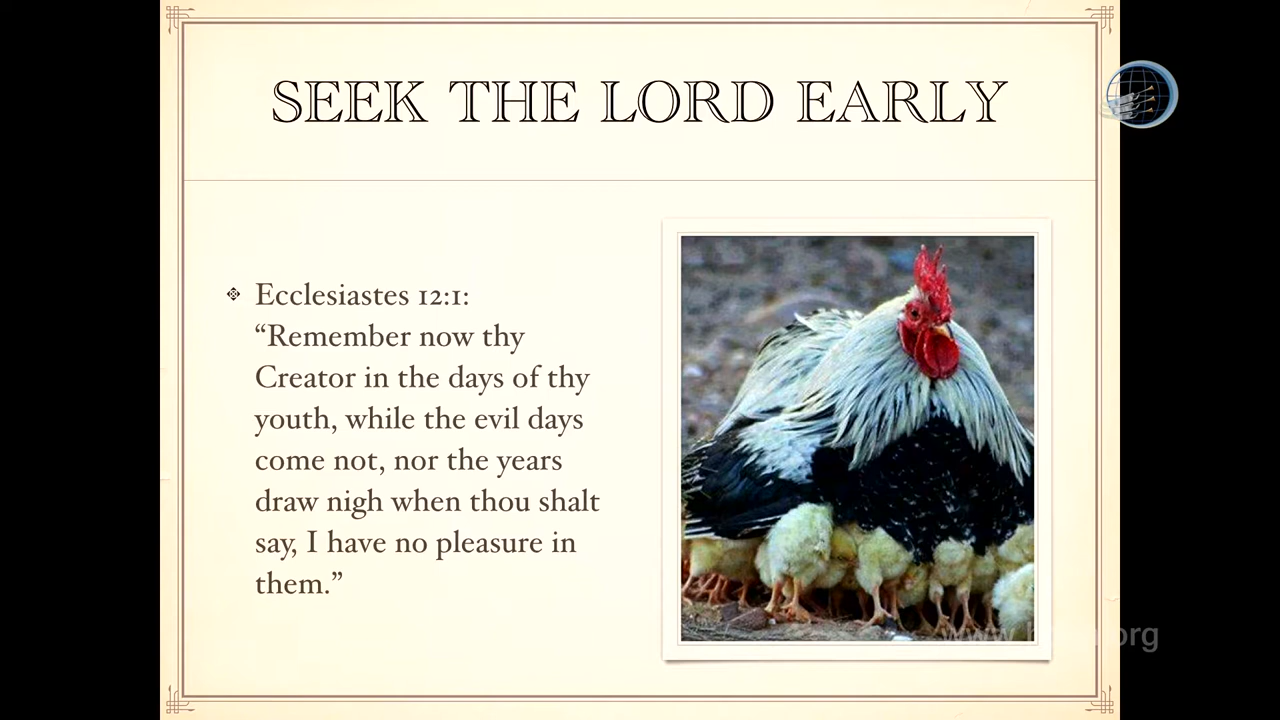 SEEK THE LORD EARLY
Ecclesiastes 12:1:
“Remember now thy
Creator in the days of thy
youth, while the evil days
come not, nor the years
draw nigh when thou shalt
say, I have no pleasure in
them.”